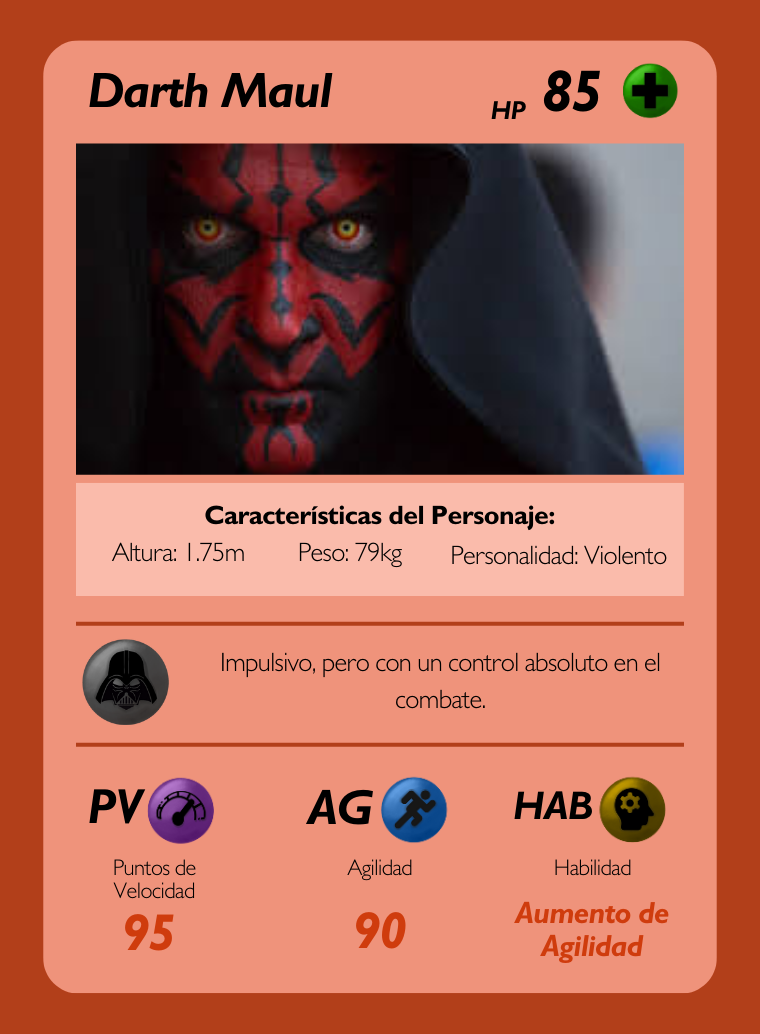 Darth Maul
HP 85
Características del Personaje:
Altura: 1.75m Peso: 79kg Personalidad: Violento
Impulsivo, pero con un control absoluto en el
combate.
PV AG HAB
Puntos de
Velocidad
Agilidad
Habilidad
95
90
Aumento de
Agilidad